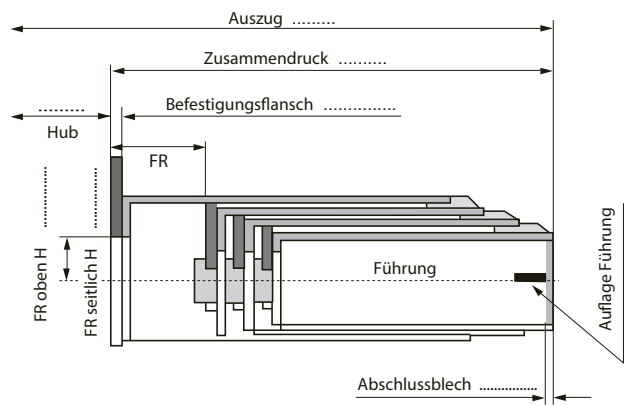 Auszug .........
Zusammendruck ..........
Befestigungsflansch ..............
.........
Hub
FR
FR oben H ............
FR seitlich H ............
Führung
Auflage Führung
Abschlussblech ................